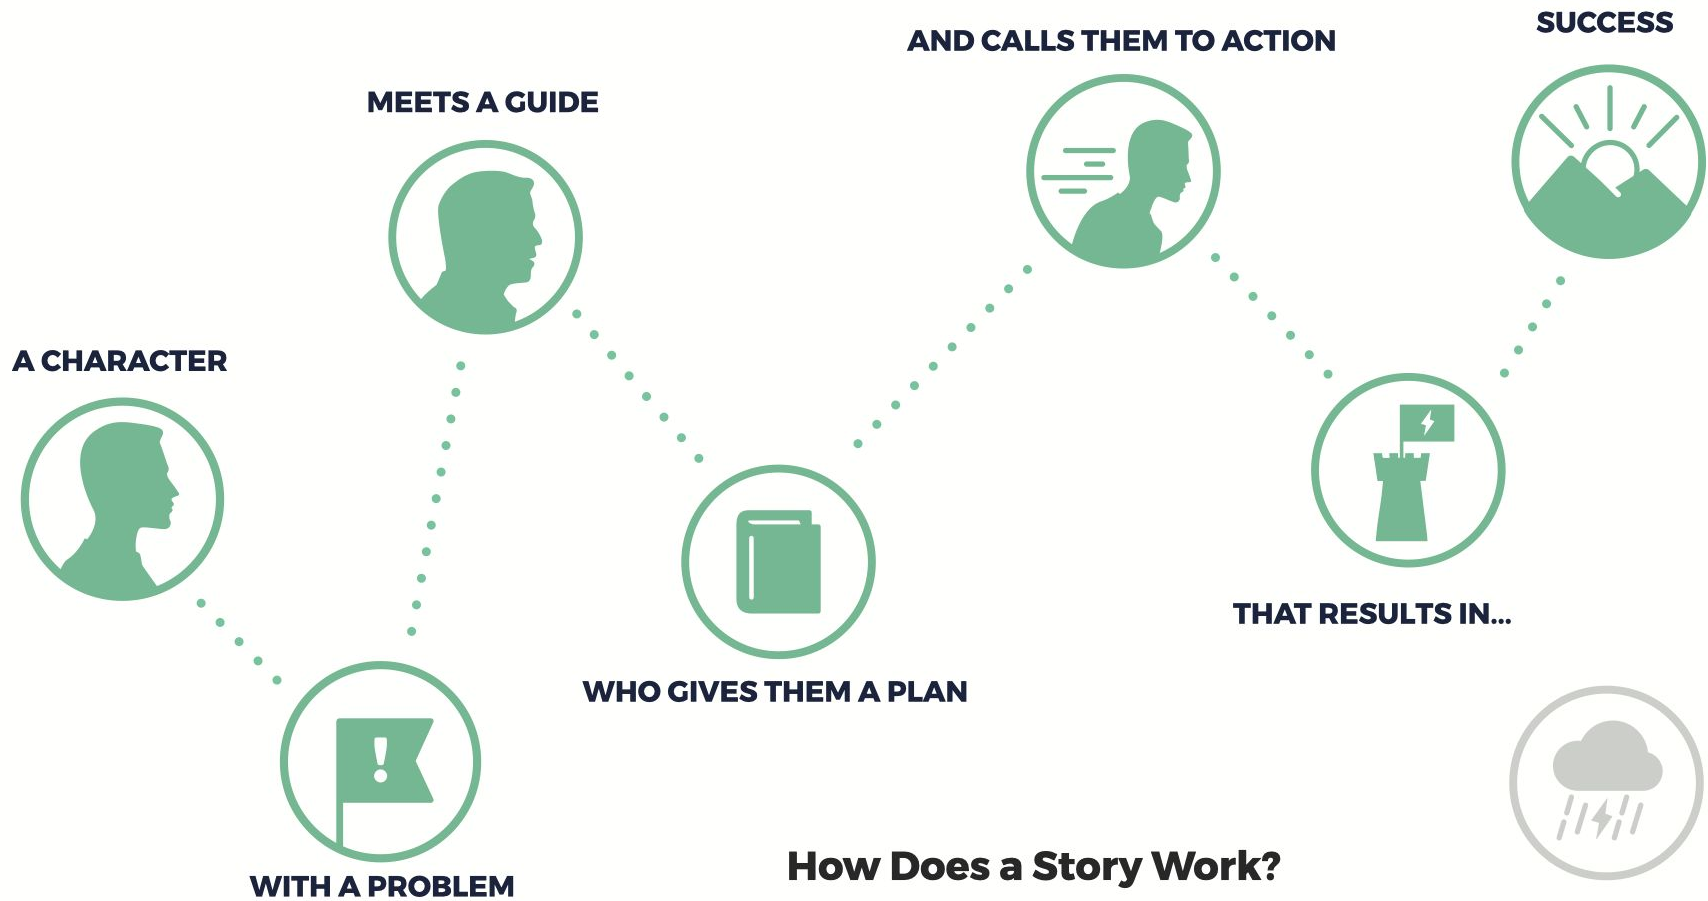 A CHARACTER
WITH A PROBLEM
MEETS A GUIDE
WHO GIVES THEM A PLAN
AND CALLS THEM TO ACTION
THAT RESULTS IN...
SUCCESS
How Does a Story Work?